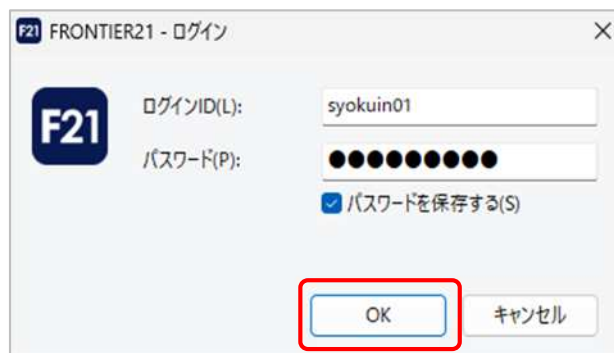 F21 FRONTIER21 - ログイン
F21
ログインID(L): syokuin01
パスワード(P): ●●●●●●●●●
パスワードを保存する(S)
OK キャンセル